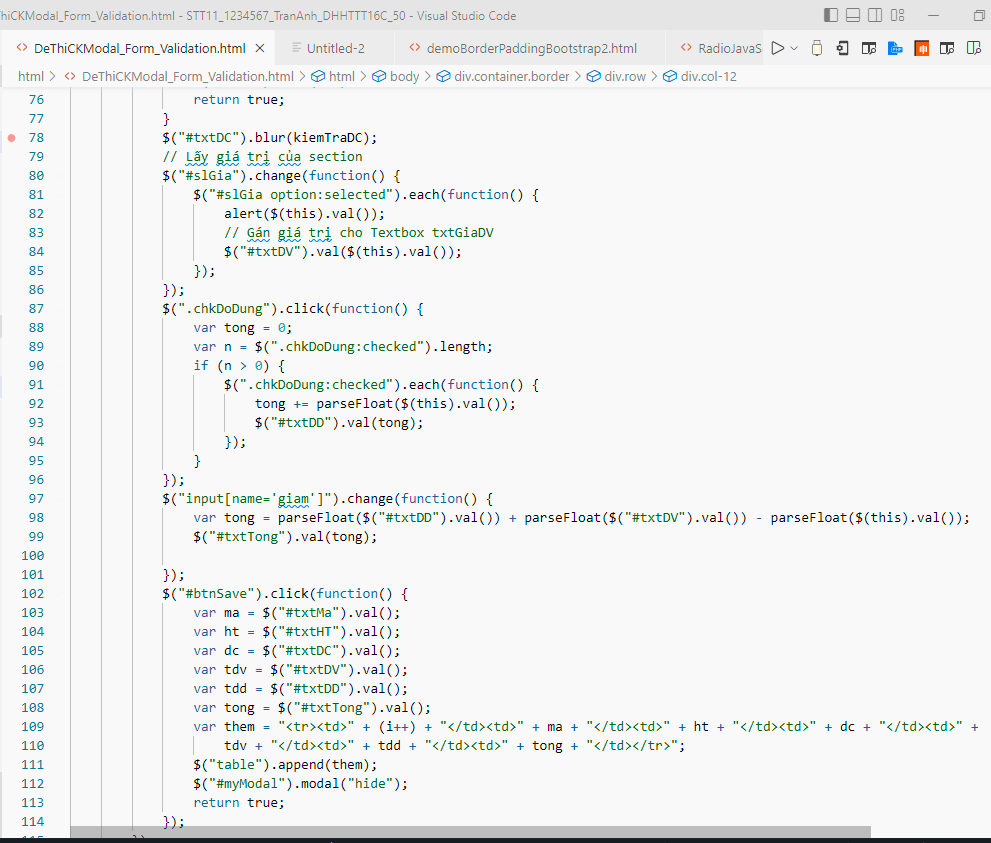 hiCKModal_Form_Validation.html - STT11_1234567_TranAnh_DHHTTT16C_50 - Visual Studio Code
DeThiCKModal_Form_Validation.html Untitled-2 demoBorderPaddingBootstrap2.html RadioJavaS
html > DeThiCKModal_Form_Validation.html > html > body > div.container.border > div.row > div.col-12
76 return true;
77 }
78 $("#txtDC").blur(kiemTraDC);
79 // Lấy giá trị của section
80 $("#slGia").change(function() {
81 $("#slGia option:selected").each(function() {
82 alert($(this).val());
83 // Gán giá trị cho Textbox txtGiaDV
84 $("#txtDV").val($(this).val());
85 });
86 });
87 $(".chkDoDung").click(function() {
88 var tong = 0;
89 var n = $(".chkDoDung:checked").length;
90 if (n > 0) {
91 $(".chkDoDung:checked").each(function() {
92 tong += parseFloat($(this).val());
93 $("#txtDD").val(tong);
94 });
95 }
96 });
97 $("input[name='giam']").change(function() {
98 var tong = parseFloat($("#txtDD").val()) + parseFloat($("#txtDV").val()) - parseFloat($(this).val());
99 $("#txtTong").val(tong);
100
101 });
102 $("#btnSave").click(function() {
103 var ma = $("#txtMa").val();
104 var ht = $("#txtHT").val();
105 var dc = $("#txtDC").val();
106 var tdv = $("#txtDV").val();
107 var tdd = $("#txtDD").val();
108 var tong = $("#txtTong").val();
109 var them = "<tr><td>" + (i++) + "</td><td>" + ma + "</td><td>" + ht + "</td><td>" + dc + "</td><td>" +
110 tdv + "</td><td>" + tdd + "</td><td>" + tong + "</td></tr>";
111 $("table").append(them);
112 $("#myModal").modal("hide");
113 return true;
114 });